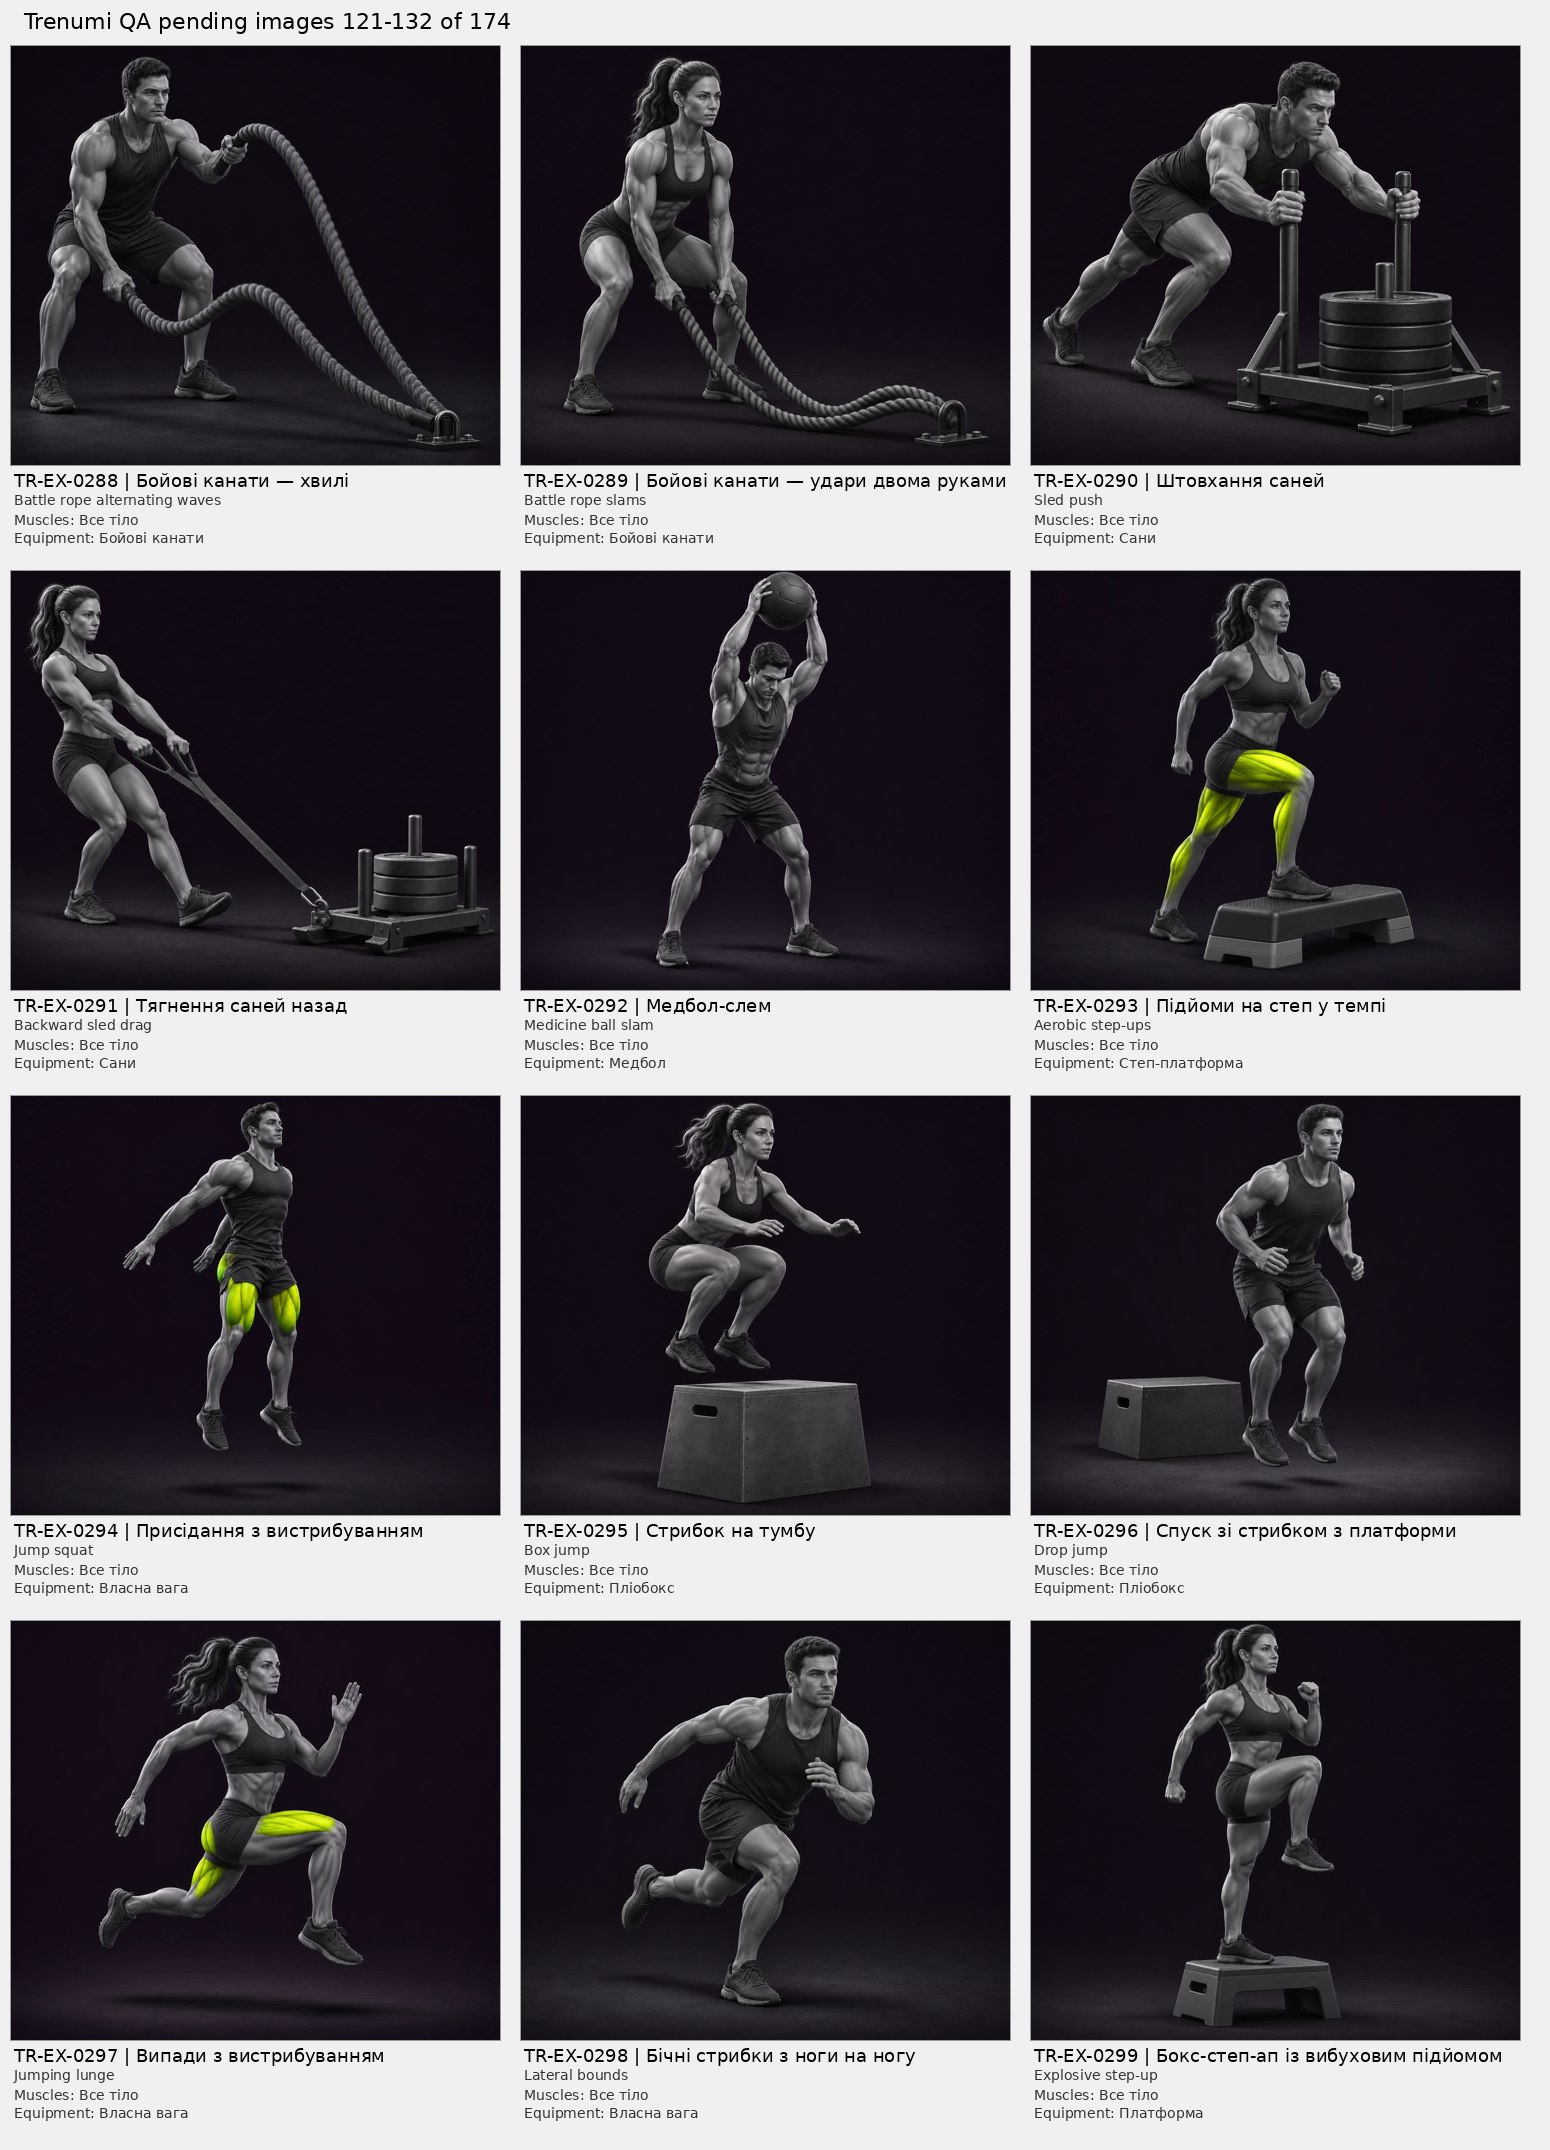 Trenumi QA pending images 121-132 of 174
TR-EX-0288 | Бойові канати — хвилі
Battle rope alternating waves
Muscles: Все тіло
Equipment: Бойові канати
TR-EX-0289 | Бойові канати — удари двома руками
Battle rope slams
Muscles: Все тіло
Equipment: Бойові канати
TR-EX-0290 | Штовхання саней
Sled push
Muscles: Все тіло
Equipment: Сани
TR-EX-0291 | Тягнення саней назад
Backward sled drag
Muscles: Все тіло
Equipment: Сани
TR-EX-0292 | Медбол-слем
Medicine ball slam
Muscles: Все тіло
Equipment: Медбол
TR-EX-0293 | Підйоми на степ у темпі
Aerobic step-ups
Muscles: Все тіло
Equipment: Степ-платформа
TR-EX-0294 | Присідання з вистрибуванням
Jump squat
Muscles: Все тіло
Equipment: Власна вага
TR-EX-0295 | Стрибок на тумбу
Box jump
Muscles: Все тіло
Equipment: Пліобокс
TR-EX-0296 | Спуск зі стрибком з платформи
Drop jump
Muscles: Все тіло
Equipment: Пліобокс
TR-EX-0297 | Випади з вистрибуванням
Jumping lunge
Muscles: Все тіло
Equipment: Власна вага
TR-EX-0298 | Бічні стрибки з ноги на ногу
Lateral bounds
Muscles: Все тіло
Equipment: Власна вага
TR-EX-0299 | Бокс-степ-ап із вибуховим підйомом
Explosive step-up
Muscles: Все тіло
Equipment: Платформа